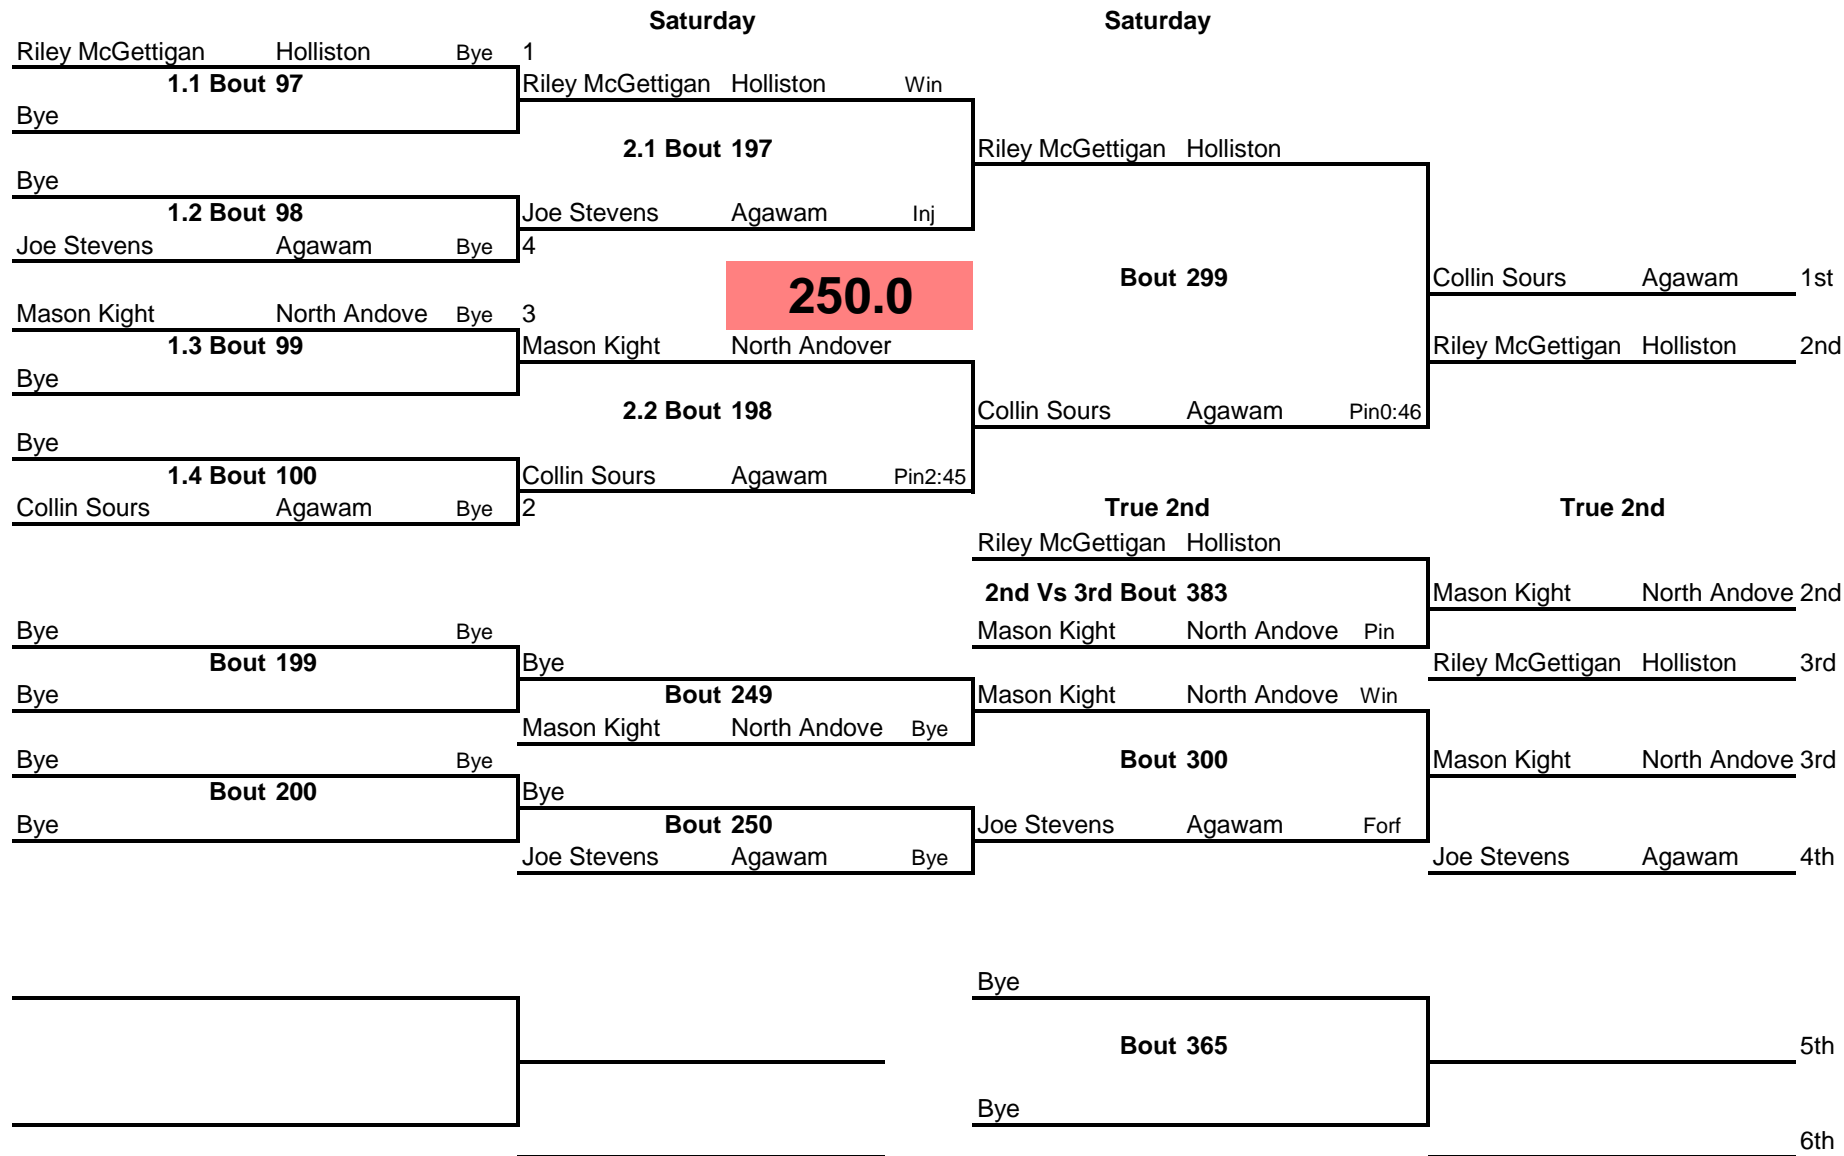 Saturday Saturday
Riley McGettigan Holliston Bye 1
1.1 Bout 97 Riley McGettigan Holliston Win
Bye
2.1 Bout 197 Riley McGettigan Holliston
Bye
1.2 Bout 98 Joe Stevens Agawam Inj
Joe Stevens Agawam Bye 4
250.0 Bout 299 Collin Sours Agawam 1st
Mason Kight North Andove Bye 3
1.3 Bout 99 Mason Kight North Andover Riley McGettigan Holliston 2nd
Bye
2.2 Bout 198 Collin Sours Agawam Pin0:46
Bye
1.4 Bout 100 Collin Sours Agawam Pin2:45
Collin Sours Agawam Bye 2 True 2nd True 2nd
Riley McGettigan Holliston
2nd Vs 3rd Bout 383 Mason Kight North Andove 2nd
Bye Bye Mason Kight North Andove Pin
Bout 199 Bye Riley McGettigan Holliston 3rd
Bye Bout 249 Mason Kight North Andove Win
Mason Kight North Andove Bye
Bye Bye Bout 300 Mason Kight North Andove 3rd
Bout 200 Bye
Bye Bout 250 Joe Stevens Agawam Forf
Joe Stevens Agawam Bye Joe Stevens Agawam 4th
Bye
Bout 365 5th
Bye
6th